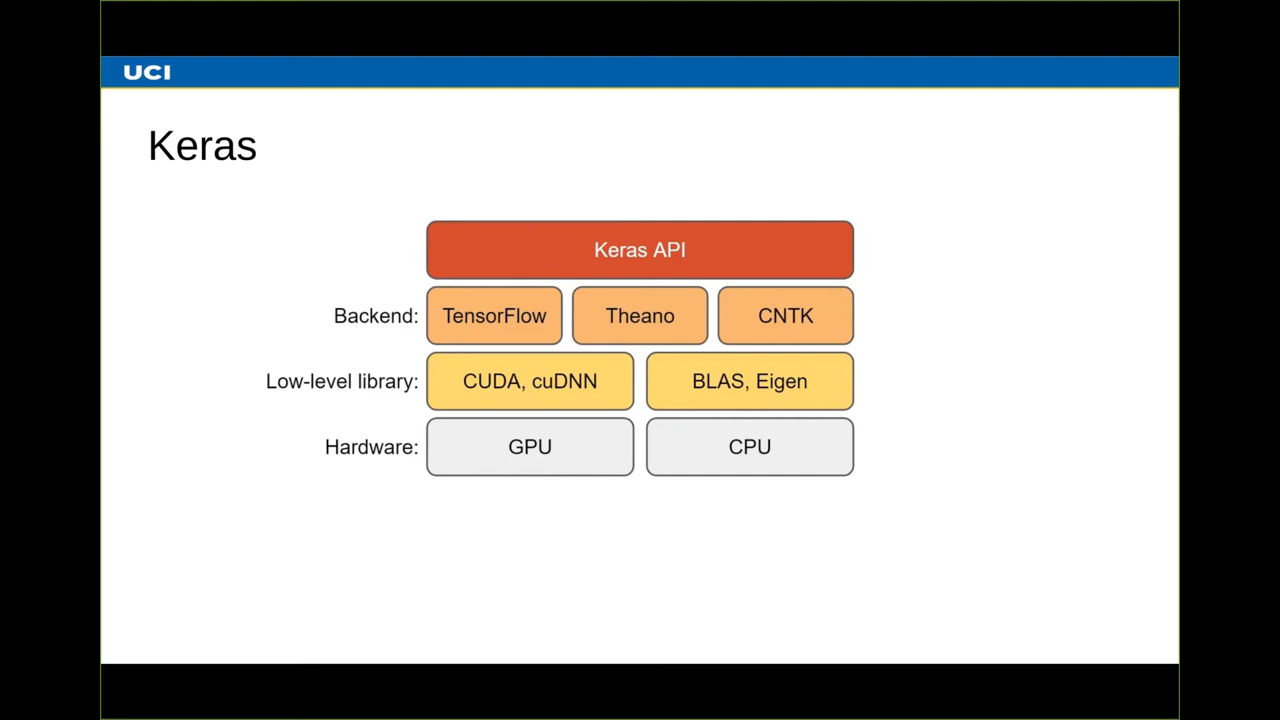 UCI
Keras
Keras API
Backend: TensorFlow Theano CNTK
Low-level library: CUDA, cuDNN BLAS, Eigen
Hardware: GPU CPU